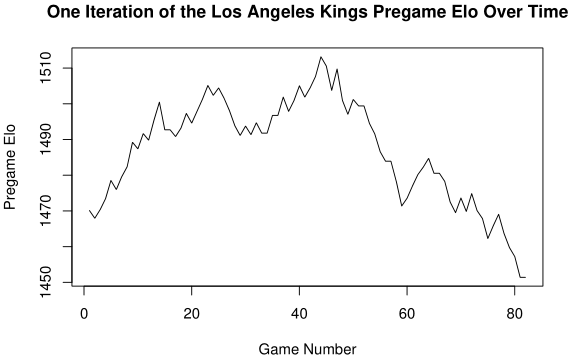 One Iteration of the Los Angeles Kings Pregame Elo Over Time
Pregame Elo
1510
1490
1470
1450
0 20 40 60 80
Game Number